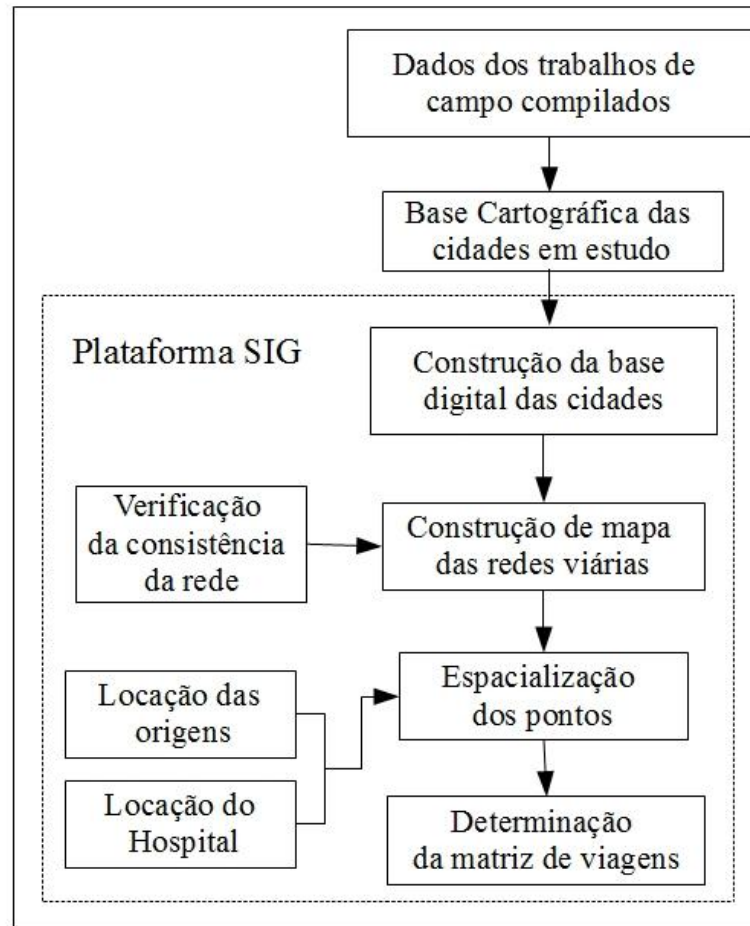 Dados dos trabalhos de
campo compilados
Base Cartográfica das
cidades em estudo
Plataforma SIG
Construção da base
digital das cidades
Verificação
da consistência
da rede
Construção de mapa
das redes viárias
Locação das
origens
Espacialização
dos pontos
Locação do
Hospital
Determinação
da matriz de viagens